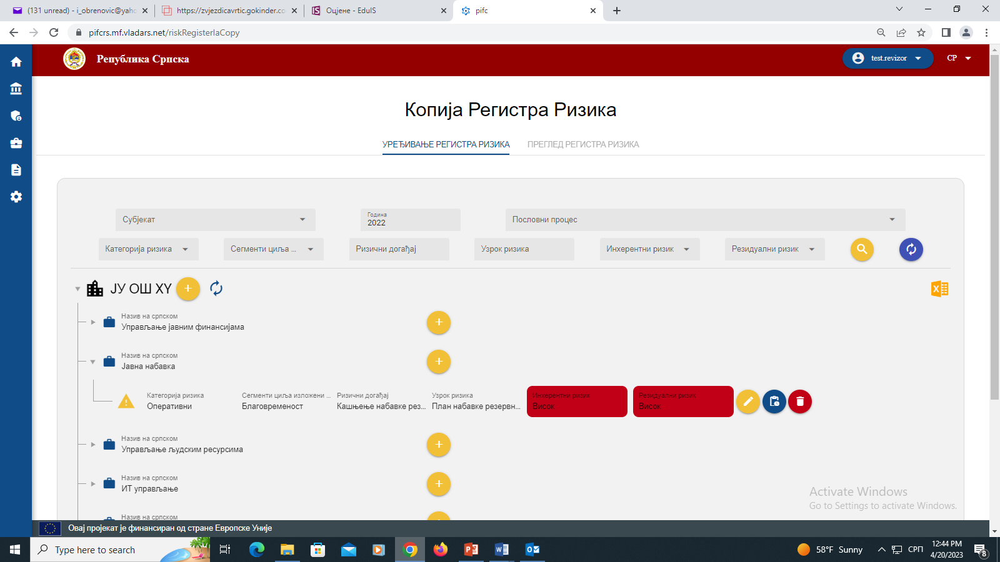 (131 unread) - i_obrenovic@yaho
https://zvjezdicavrtic.gokinder.co
Оцјене - EduIS
pifc
pifcrs.mf.vladars.net/riskRegisterIaCopy
Република Српска
test.revizor
СР
Копија Регистра Ризика
УРЕЂИВАЊЕ РЕГИСТРА РИЗИКА
ПРЕГЛЕД РЕГИСТРА РИЗИКА
Субјекат
Година
2022
Пословни процес
Категорија ризика
Сегменти циља ...
Ризични догађај
Узрок ризика
Инхерентни ризик
Резидуални ризик
ЈУ ОШ XY
Назив на српском
Управљање јавним финансијама
Назив на српском
Јавна набавка
Категорија ризика
Оперативни
Сегменти циља изложени ...
Благовременост
Ризични догађај
Кашњење набавке рез...
Узрок ризика
План набавке резервн...
Инхерентни ризик
Висок
Резидуални ризик
Висок
Назив на српском
Управљање људским ресурсима
Назив на српском
ИТ управљање
Назив на српском
Activate Windows
Go to Settings to activate Windows.
Овај пројекат је финансиран од стране Европске Уније
Type here to search
58°F Sunny
СРП
12:44 PM
4/20/2023
8